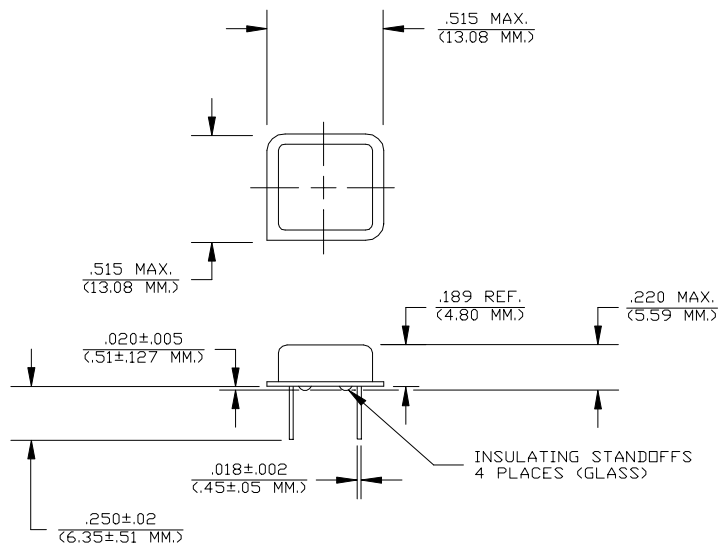 .515 MAX.
(13.08 MM.)
.515 MAX.
(13.08 MM.)
.189 REF.
(4.80 MM.)
.220 MAX.
(5.59 MM.)
.020±.005
(.51±.127 MM.)
INSULATING STANDOFFS
4 PLACES (GLASS)
.018±.002
(.45±.05 MM.)
.250±.02
(6.35±.51 MM.)